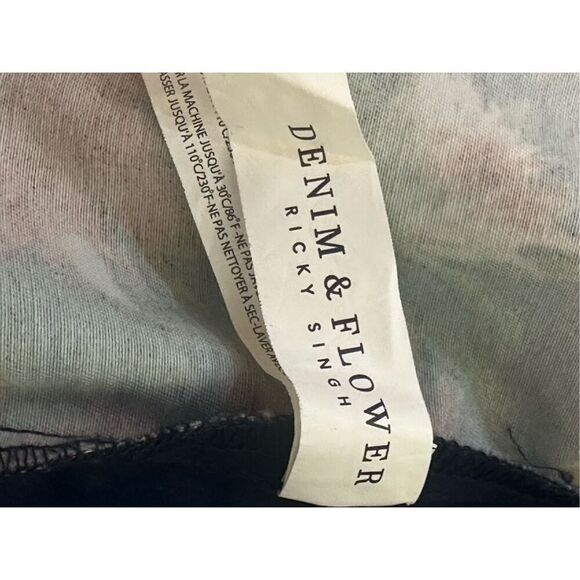 DENIM & FLOWER
RICKY SINGH
LA MACHINE JUSQU'À 30°C/86°F-NE PAS
JUSQU'À 110°C/230°F-NE PAS NETTOYER À SEC-LAVER